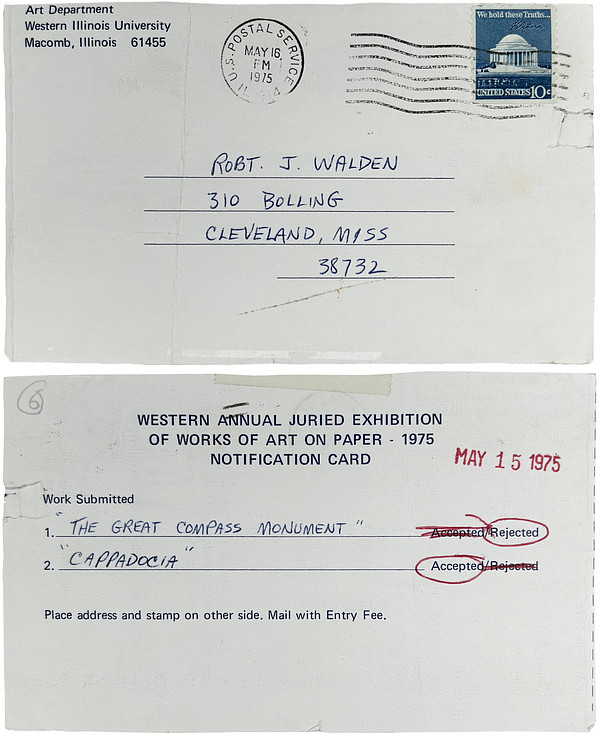 Art Department
Western Illinois University
Macomb, Illinois 61455
U.S. POSTAL SERVICE
MAY 16
PM
1975
We hold these Truths...
UNITED STATES 10c
ROBT. J. WALDEN
310 BOLLING
CLEVELAND, MISS
38732
6
WESTERN ANNUAL JURIED EXHIBITION
OF WORKS OF ART ON PAPER - 1975
NOTIFICATION CARD
MAY 15 1975
Work Submitted
1. "THE GREAT COMPASS MONUMENT" Accepted/Rejected
2. "CAPPADOCIA" Accepted/Rejected
Place address and stamp on other side. Mail with Entry Fee.